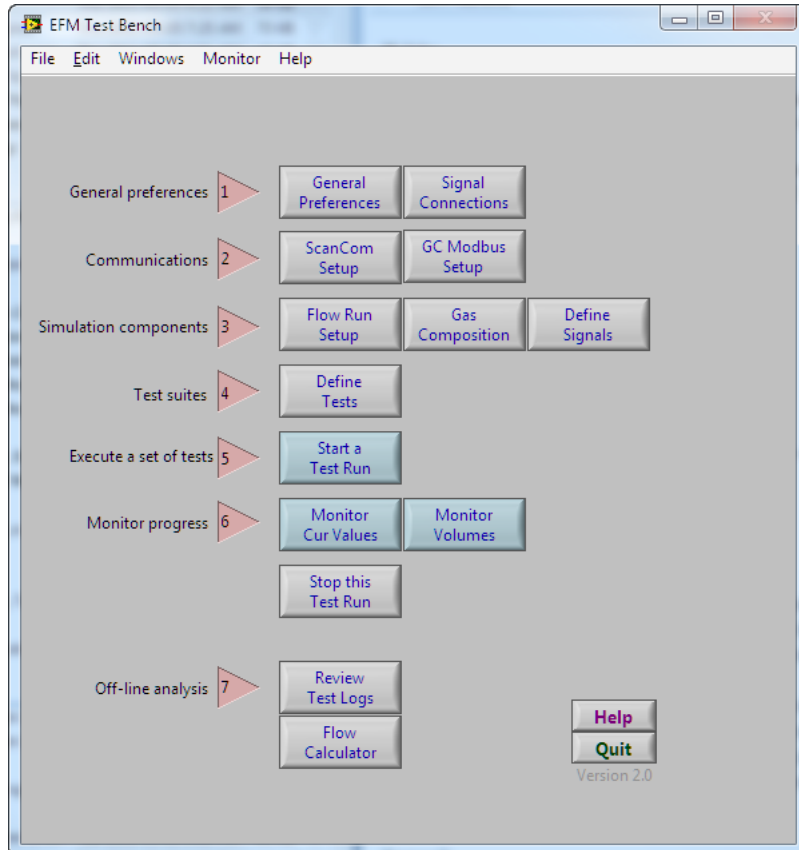 EFM Test Bench
File Edit Windows Monitor Help
General preferences 1 General Preferences Signal Connections
Communications 2 ScanCom Setup GC Modbus Setup
Simulation components 3 Flow Run Setup Gas Composition Define Signals
Test suites 4 Define Tests
Execute a set of tests 5 Start a Test Run
Monitor progress 6 Monitor Cur Values Monitor Volumes
Stop this Test Run
Off-line analysis 7 Review Test Logs
Flow Calculator
Help
Quit
Version 2.0